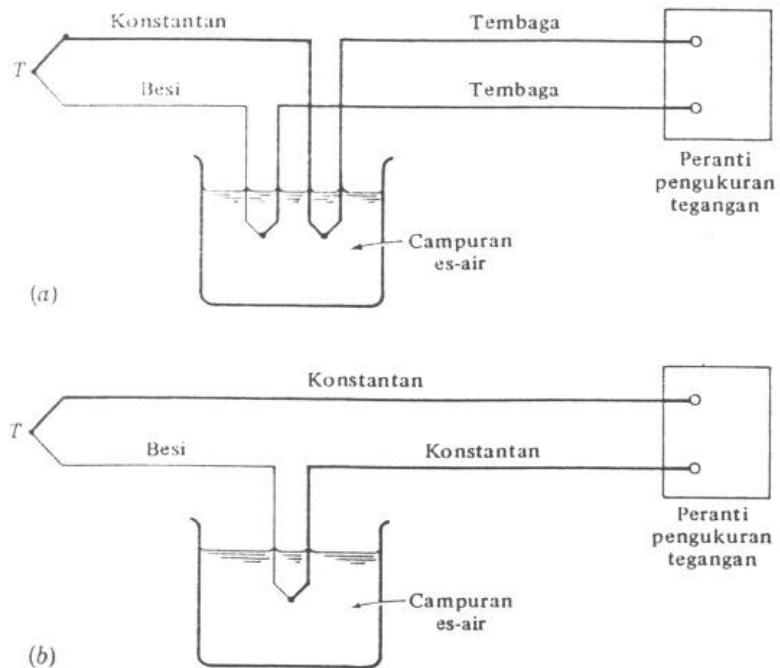 Konstantan
Tembaga
T
Besi
Tembaga
Peranti
pengukuran
tegangan
Campuran
es-air
(a)
Konstantan
T
Besi
Konstantan
Peranti
pengukuran
tegangan
Campuran
es-air
(b)